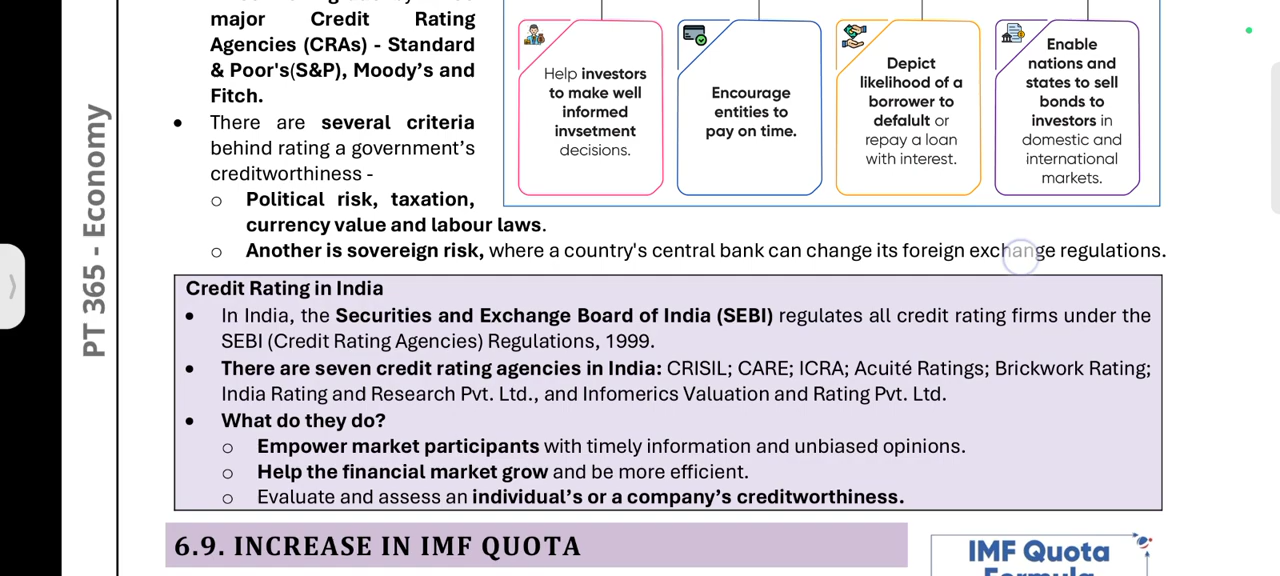 major Credit Rating
Agencies (CRAs) - Standard
& Poor's(S&P), Moody's and
Fitch.
• There are several criteria
behind rating a government's
creditworthiness -
o Political risk, taxation,
currency value and labour laws.
o Another is sovereign risk, where a country's central bank can change its foreign exchange regulations.
Help investors
to make well
informed
invsetment
decisions.
Encourage
entities to
pay on time.
Depict
likelihood of a
borrower to
defalult or
repay a loan
with interest.
Enable
nations and
states to sell
bonds to
investors in
domestic and
international
markets.
PT 365 - Economy
Credit Rating in India
• In India, the Securities and Exchange Board of India (SEBI) regulates all credit rating firms under the
SEBI (Credit Rating Agencies) Regulations, 1999.
• There are seven credit rating agencies in India: CRISIL; CARE; ICRA; Acuité Ratings; Brickwork Rating;
India Rating and Research Pvt. Ltd., and Infomerics Valuation and Rating Pvt. Ltd.
• What do they do?
o Empower market participants with timely information and unbiased opinions.
o Help the financial market grow and be more efficient.
o Evaluate and assess an individual's or a company's creditworthiness.
6.9. INCREASE IN IMF QUOTA
IMF Quota
Formula